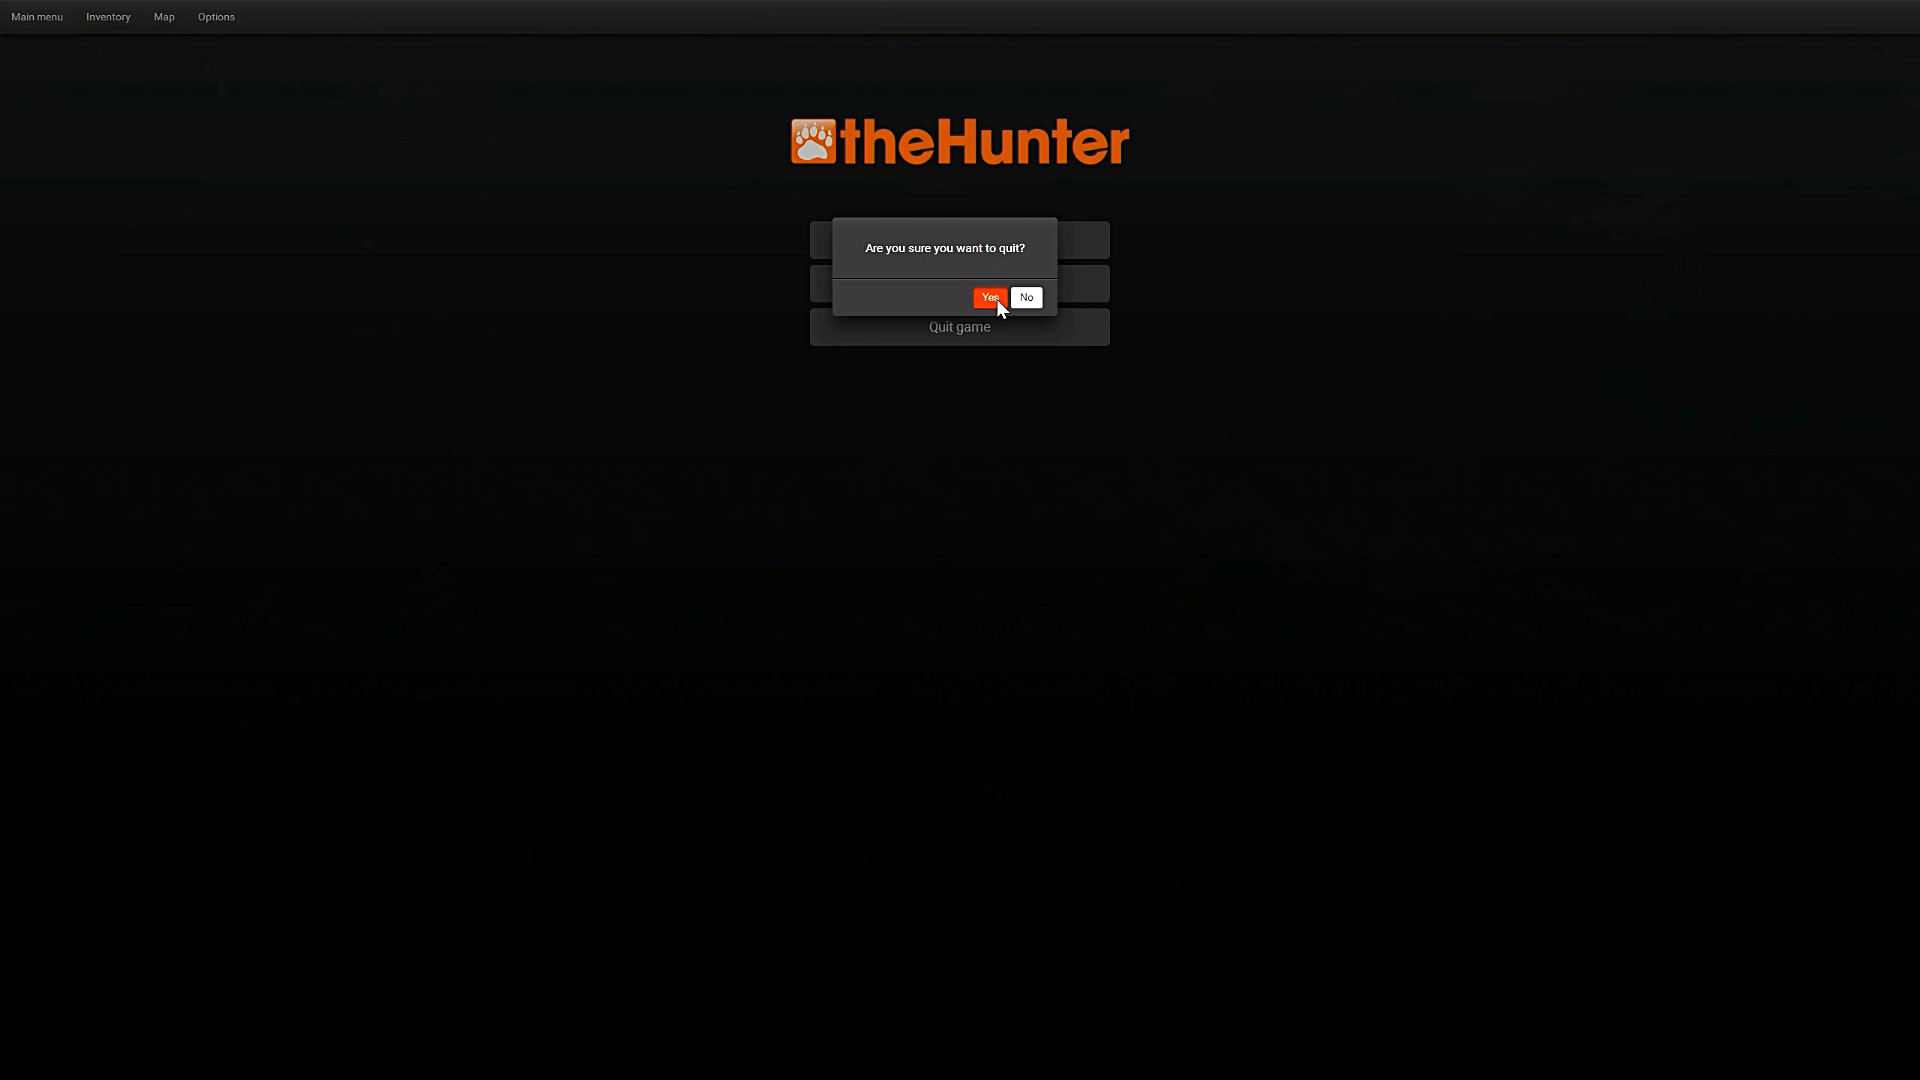 Main menu Inventory Map Options
theHunter
Are you sure you want to quit?
Yes No
Quit game